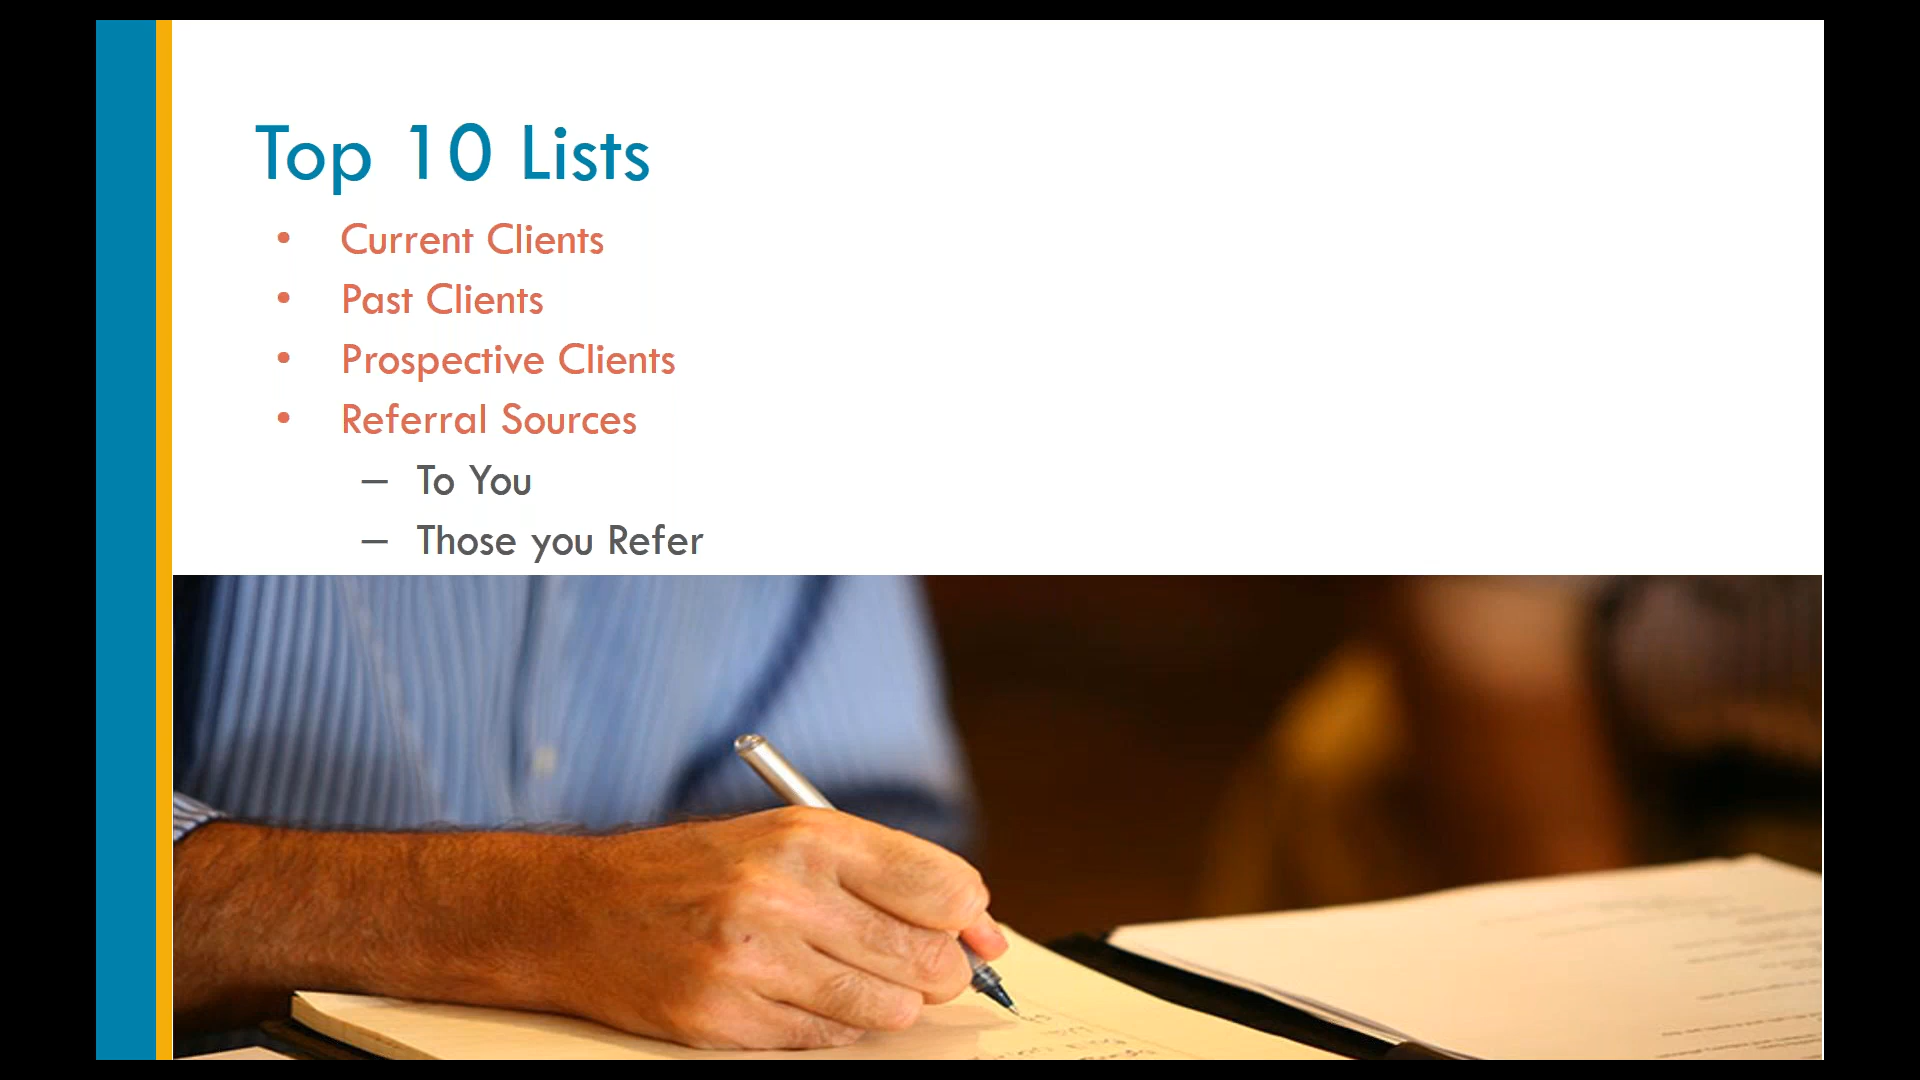 Top 10 Lists
• Current Clients
• Past Clients
• Prospective Clients
• Referral Sources
– To You
– Those you Refer